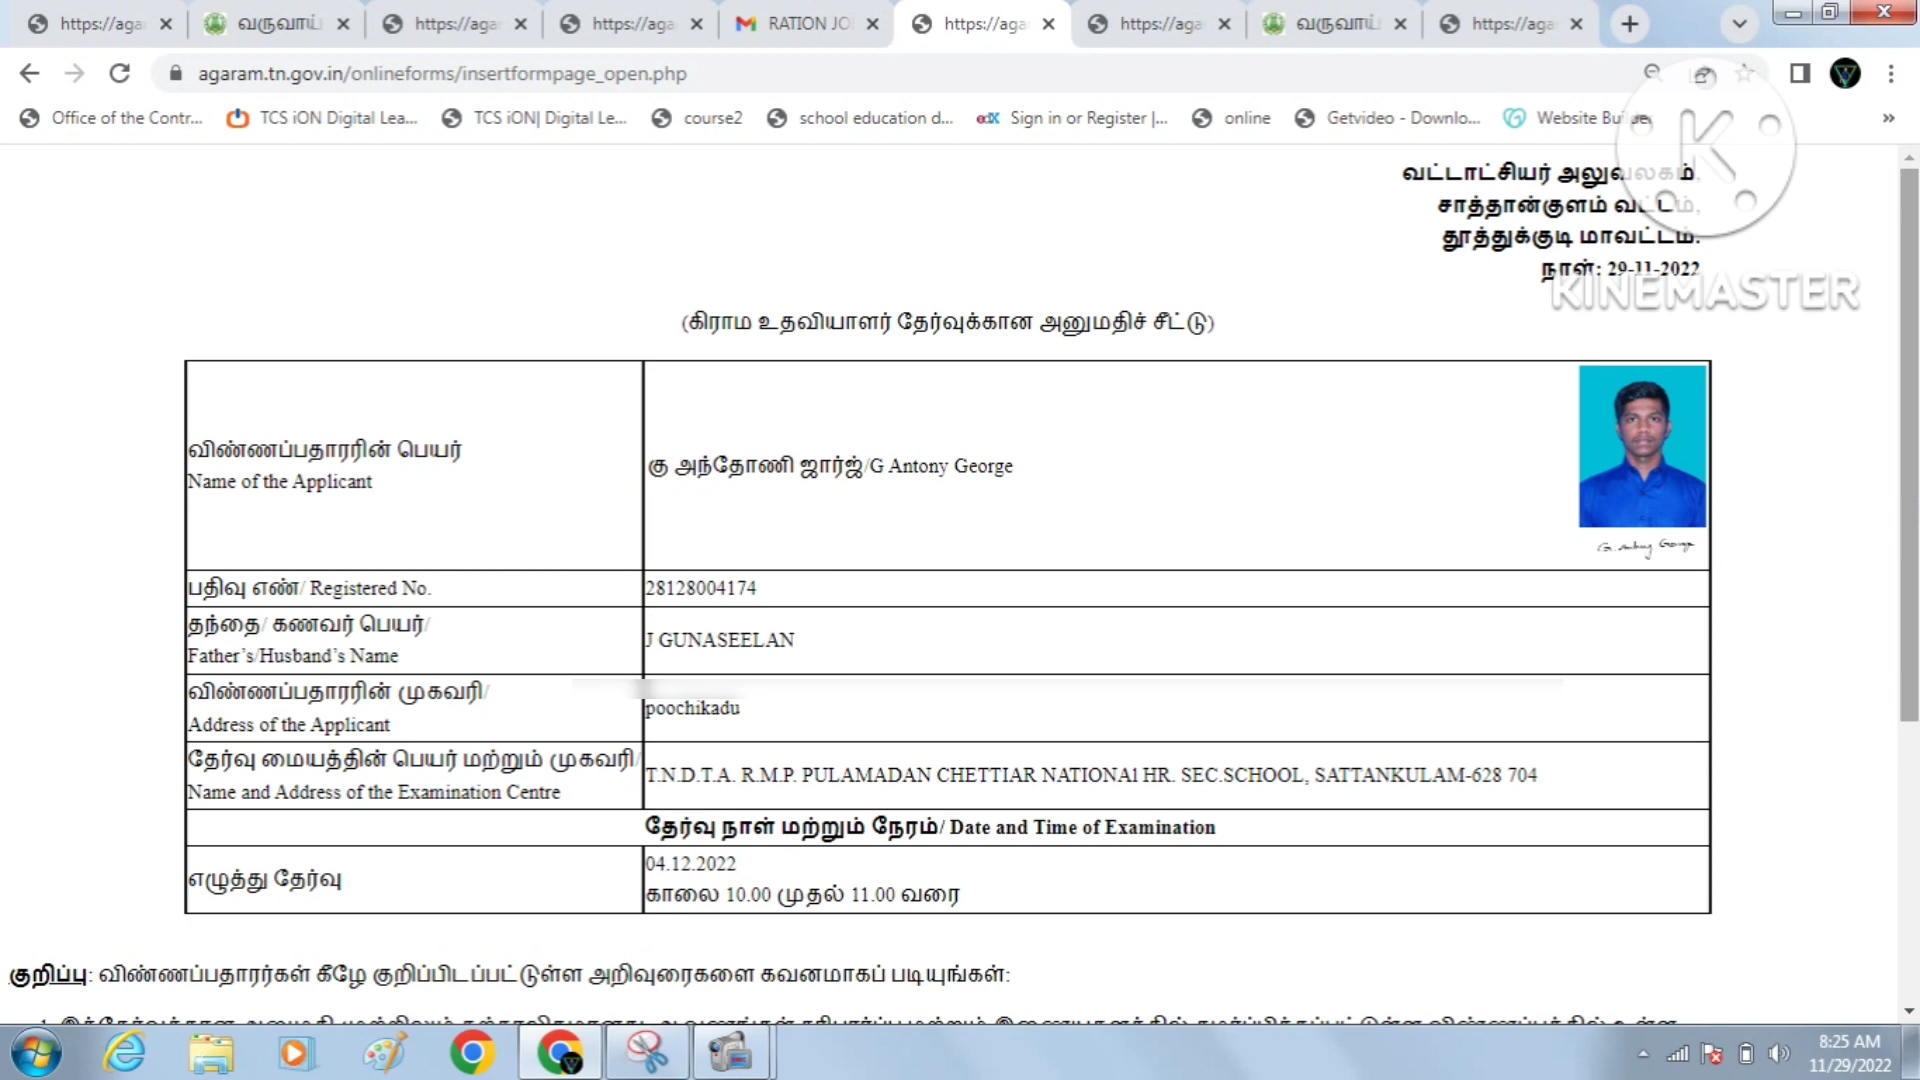 https://aga
வருவாய்
https://aga
https://aga
RATION JO
https://aga
https://aga
வருவாய்
https://aga
agaram.tn.gov.in/onlineforms/insertformpage_open.php
Office of the Contr...
TCS iON Digital Lea...
TCS iON| Digital Le...
course2
school education d...
edX
Sign in or Register |...
online
Getvideo - Downlo...
Website Builder
வட்டாட்சியர் அலுவலகம்,
சாத்தான்குளம் வட்டம்,
தூத்துக்குடி மாவட்டம்.
நாள்: 29-11-2022
KINEMASTER
(கிராம உதவியாளர் தேர்வுக்கான அனுமதிச் சீட்டு)
விண்ணப்பதாரரின் பெயர்
Name of the Applicant
கு அந்தோணி ஜார்ஜ்/G Antony George
G. Antony George
பதிவு எண்/ Registered No.
28128004174
தந்தை/ கணவர் பெயர்/
Father’s/Husband’s Name
J GUNASEELAN
விண்ணப்பதாரரின் முகவரி/
Address of the Applicant
poochikadu
தேர்வு மையத்தின் பெயர் மற்றும் முகவரி/
Name and Address of the Examination Centre
T.N.D.T.A. R.M.P. PULAMADAN CHETTIAR NATIONAl HR. SEC.SCHOOL, SATTANKULAM-628 704
தேர்வு நாள் மற்றும் நேரம்/ Date and Time of Examination
எழுத்து தேர்வு
04.12.2022
காலை 10.00 முதல் 11.00 வரை
குறிப்பு: விண்ணப்பதாரர்கள் கீழே குறிப்பிடப்பட்டுள்ள அறிவுரைகளை கவனமாகப் படியுங்கள்:
8:25 AM
11/29/2022